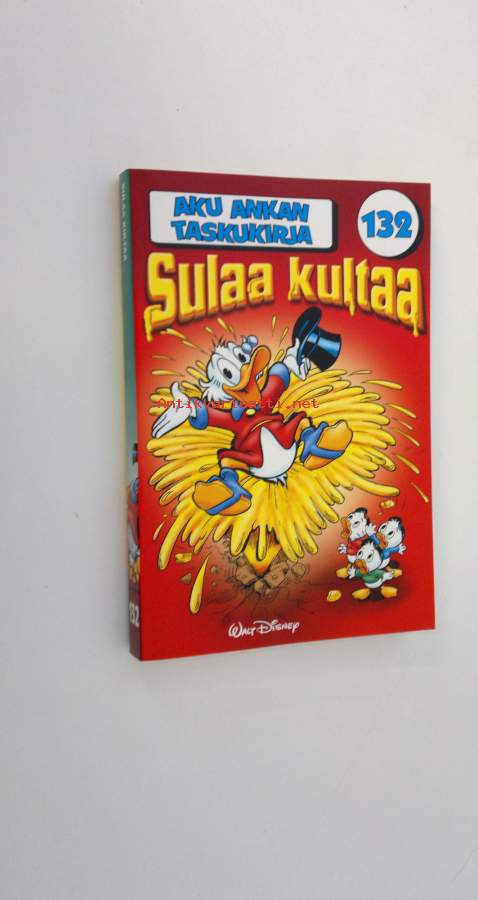 SULAA KULTAA
132
AKU ANKAN
TASKUKIRJA
132
Sulaa kultaa
Antikvariaatti.net
Walt Disney